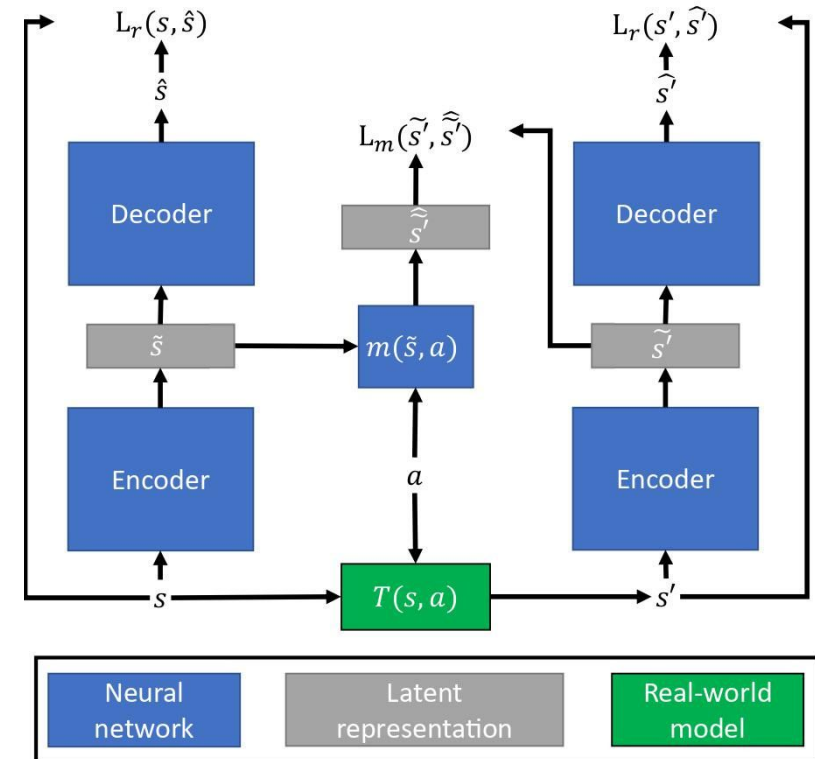 L_r(s, ŝ)
L_r(s′, ŝ′)
ŝ
ŝ′
L_m(s̃′, ŝ̃̃′)
Decoder
ŝ̃̃′
Decoder
s̃
m(s̃, a)
s̃′
Encoder
a
Encoder
s
T(s, a)
s′
Neural
network
Latent
representation
Real-world
model